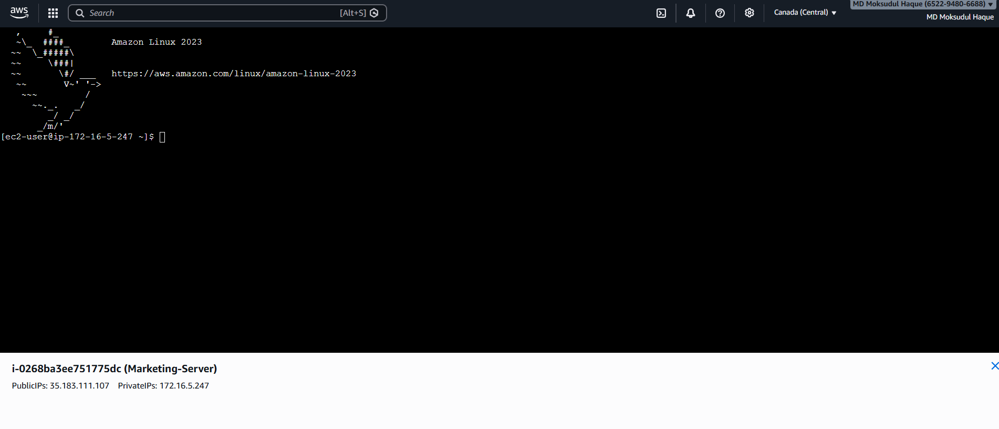 aws
Search [Alt+S]
Canada (Central)
MD Moksudul Haque (6522-9480-6688)
MD Moksudul Haque
   ,     #_
   ~\_  ####_        Amazon Linux 2023
  ~~  \_#####\
  ~~     \###|
  ~~       \#/ ___   https://aws.amazon.com/linux/amazon-linux-2023
   ~~       V~' '->
    ~~~         /
      ~~._.   _/
         _/ _/
       _/m/'
[ec2-user@ip-172-16-5-247 ~]$
i-0268ba3ee751775dc (Marketing-Server)
PublicIPs: 35.183.111.107 PrivateIPs: 172.16.5.247